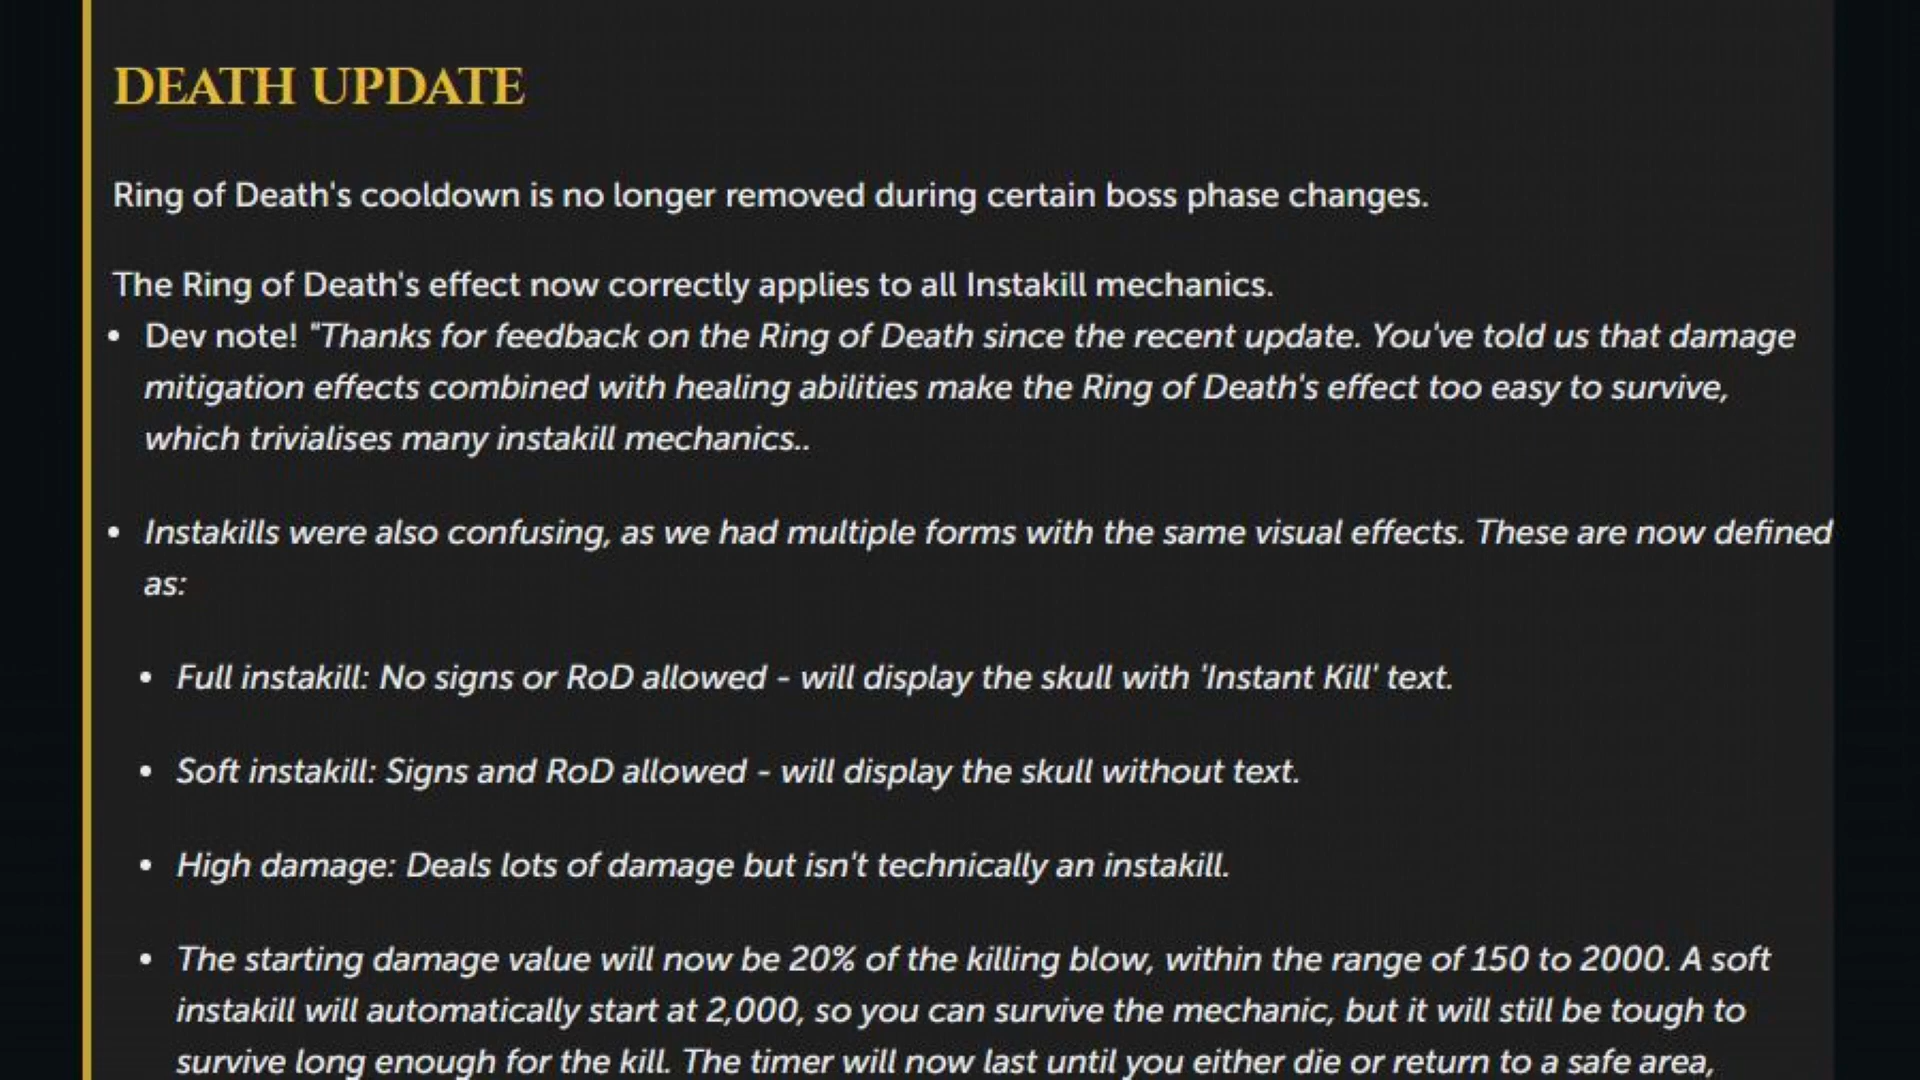 DEATH UPDATE
Ring of Death's cooldown is no longer removed during certain boss phase changes.
The Ring of Death's effect now correctly applies to all Instakill mechanics.
• Dev note! "Thanks for feedback on the Ring of Death since the recent update. You've told us that damage
mitigation effects combined with healing abilities make the Ring of Death's effect too easy to survive,
which trivialises many instakill mechanics..
• Instakills were also confusing, as we had multiple forms with the same visual effects. These are now defined
as:
• Full instakill: No signs or RoD allowed - will display the skull with 'Instant Kill' text.
• Soft instakill: Signs and RoD allowed - will display the skull without text.
• High damage: Deals lots of damage but isn't technically an instakill.
• The starting damage value will now be 20% of the killing blow, within the range of 150 to 2000. A soft
instakill will automatically start at 2,000, so you can survive the mechanic, but it will still be tough to
survive long enough for the kill. The timer will now last until you either die or return to a safe area,